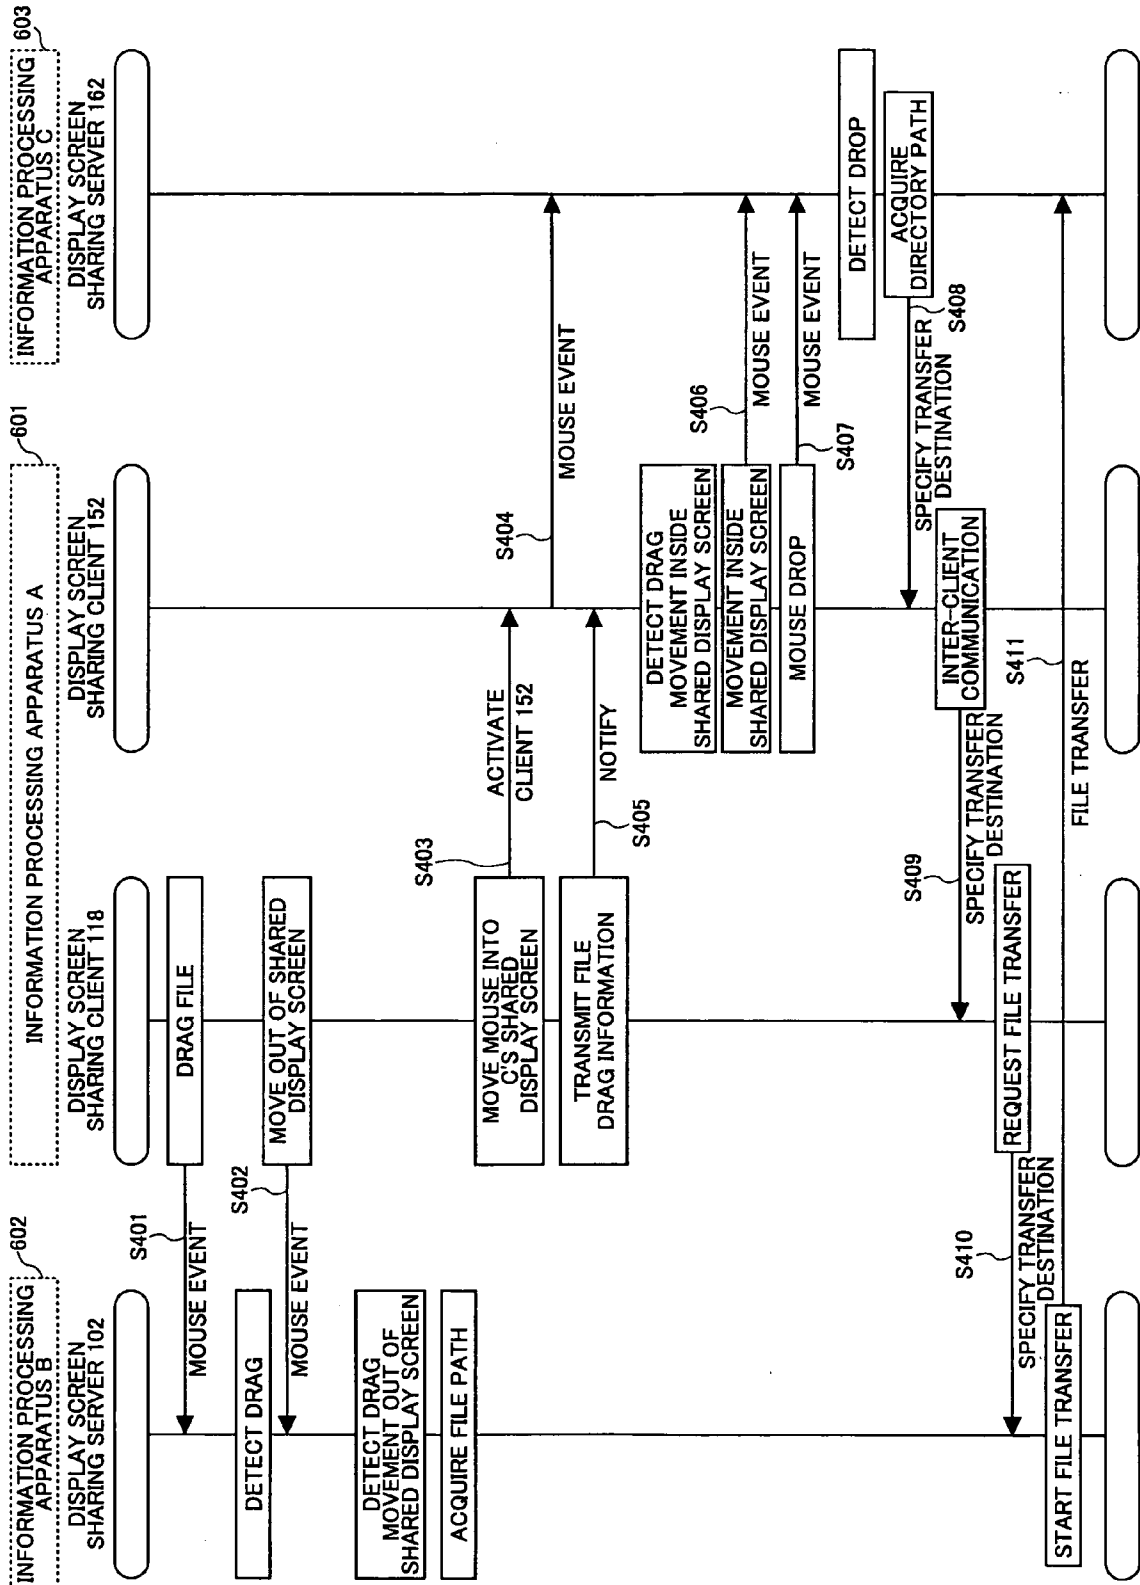 INFORMATION PROCESSING
APPARATUS B
602
DISPLAY SCREEN
SHARING SERVER 102
INFORMATION PROCESSING APPARATUS A
601
DISPLAY SCREEN
SHARING CLIENT 118
DISPLAY SCREEN
SHARING CLIENT 152
INFORMATION PROCESSING
APPARATUS C
603
DISPLAY SCREEN
SHARING SERVER 162
DRAG FILE
S401
MOUSE EVENT
DETECT DRAG
MOVE OUT OF SHARED
DISPLAY SCREEN
S402
MOUSE EVENT
DETECT DRAG
MOVEMENT OUT OF
SHARED DISPLAY SCREEN
ACQUIRE FILE PATH
MOVE MOUSE INTO
C'S SHARED
DISPLAY SCREEN
S403
ACTIVATE
CLIENT 152
S404
MOUSE EVENT
TRANSMIT FILE
DRAG INFORMATION
S405
NOTIFY
DETECT DRAG
MOVEMENT INSIDE
SHARED DISPLAY SCREEN
MOVEMENT INSIDE
SHARED DISPLAY SCREEN
S406
MOUSE EVENT
MOUSE DROP
S407
MOUSE EVENT
DETECT DROP
ACQUIRE
DIRECTORY PATH
S408
SPECIFY TRANSFER
DESTINATION
INTER-CLIENT
COMMUNICATION
S409
SPECIFY TRANSFER
DESTINATION
REQUEST FILE TRANSFER
S410
SPECIFY TRANSFER
DESTINATION
START FILE TRANSFER
S411
FILE TRANSFER